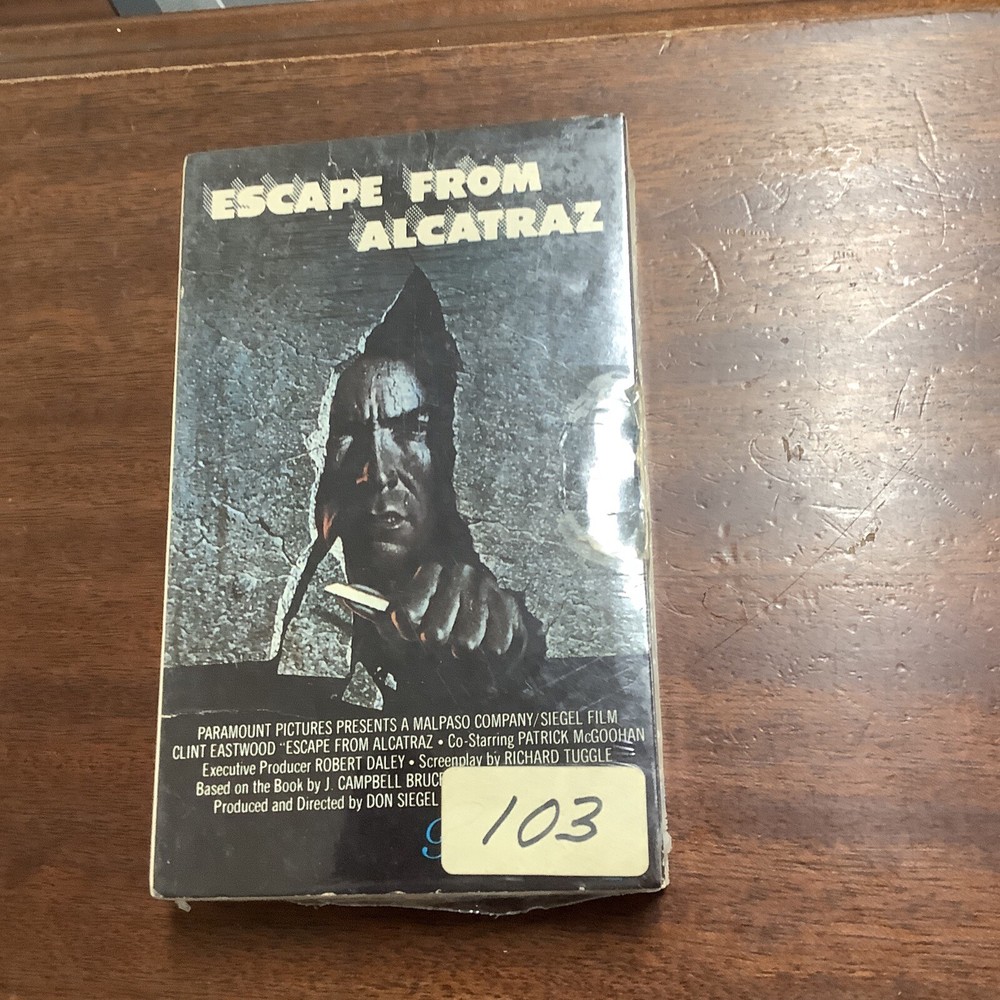 ESCAPE FROM
ALCATRAZ
PARAMOUNT PICTURES PRESENTS A MALPASO COMPANY/SIEGEL FILM
CLINT EASTWOOD "ESCAPE FROM ALCATRAZ • Co-Starring PATRICK McGOOHAN
Executive Producer ROBERT DALEY • Screenplay by RICHARD TUGGLE
Based on the Book by J. CAMPBELL BRUCE
Produced and Directed by DON SIEGEL
103